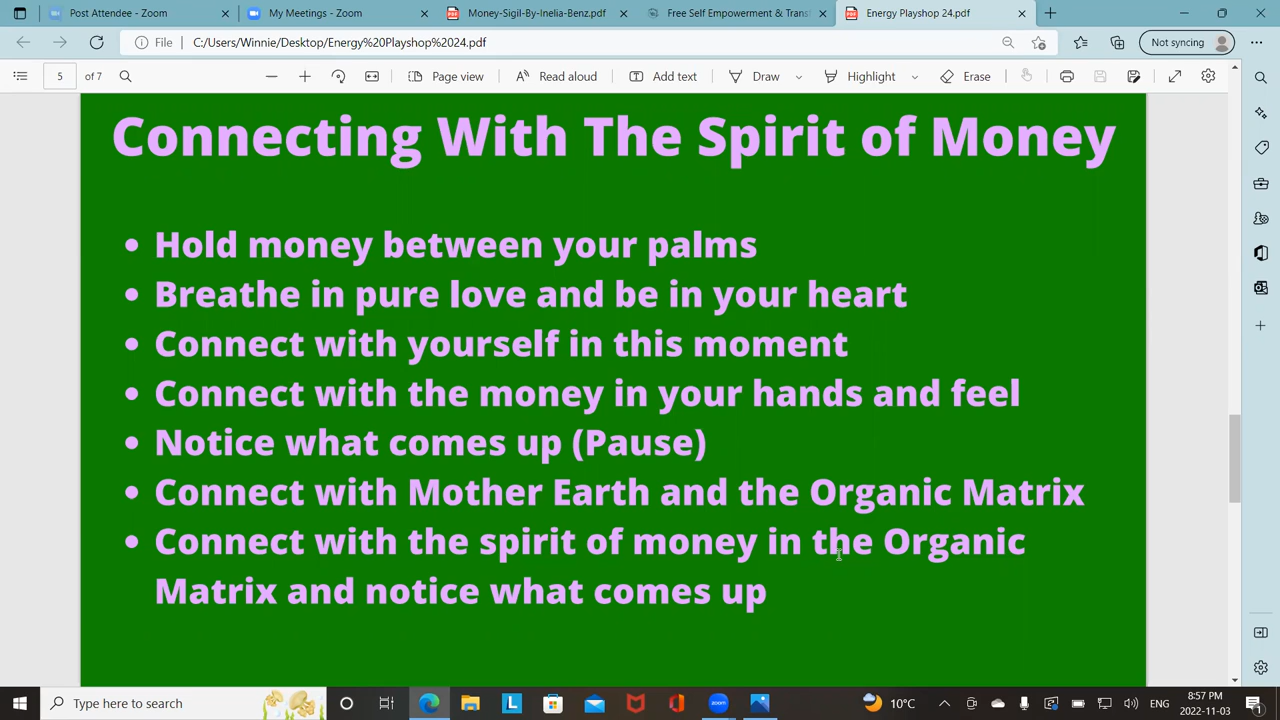 Post Attendee - Zoom
My Meetings - Zoom
Money-Sigil-By-Inelia-Benz.pdf
Free Self Empowerment & Transf
Energy Playshop 24.pdf
File
C:/Users/Winnie/Desktop/Energy%20Playshop%2024.pdf
Not syncing
5 of 7
Page view
Read aloud
Add text
Draw
Highlight
Erase
Connecting With The Spirit of Money
• Hold money between your palms
• Breathe in pure love and be in your heart
• Connect with yourself in this moment
• Connect with the money in your hands and feel
• Notice what comes up (Pause)
• Connect with Mother Earth and the Organic Matrix
• Connect with the spirit of money in the Organic
Matrix and notice what comes up
Type here to search
L
zoom
10°C
ENG
8:57 PM
2022-11-03
1